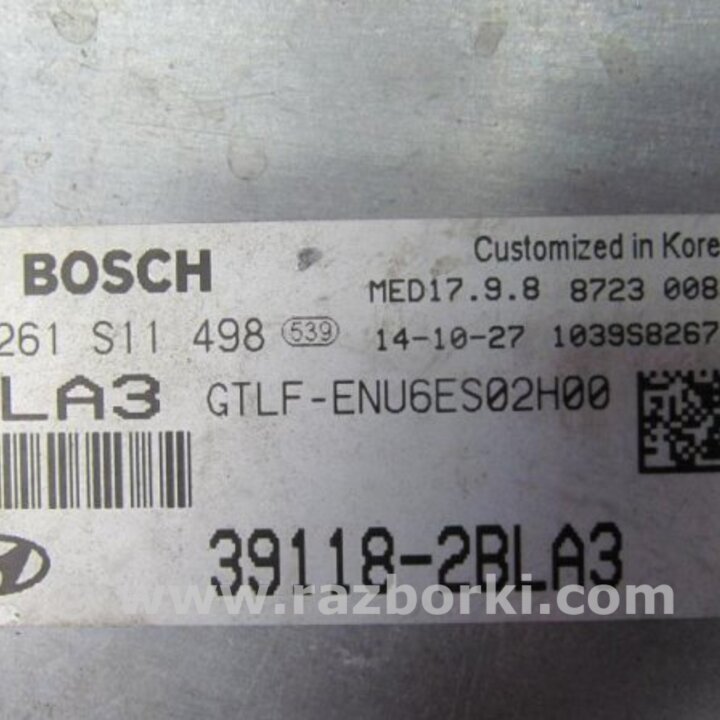 BOSCH
Customized in Kore
MED17.9.8 8723 008
261 S11 498 539 14-10-27 1039S8267
LA3 GTLF-ENU6ES02H00
39118-2BLA3
www.razborki.com